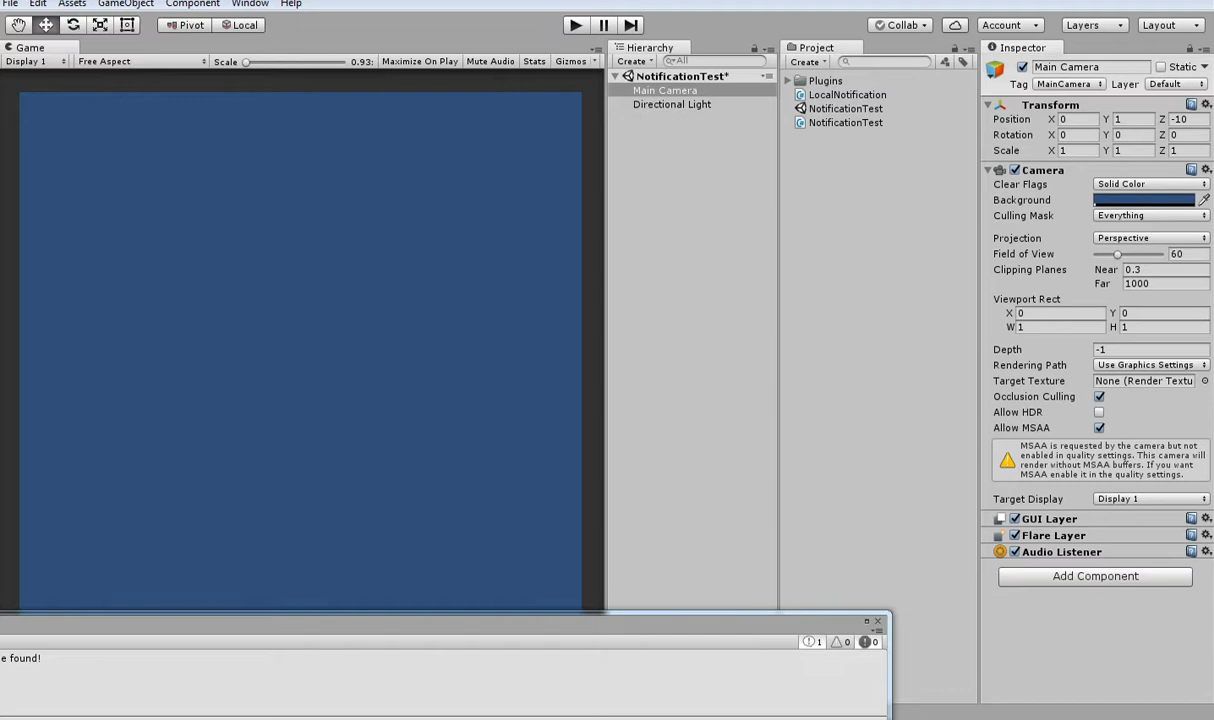 File Edit Assets GameObject Component Window Help
Pivot Local Collab Account Layers Layout
Game
Display 1 Free Aspect Scale 0.93: Maximize On Play Mute Audio Stats Gizmos
Hierarchy
Create All
NotificationTest*
Main Camera
Directional Light
Project
Create
Plugins
LocalNotification
NotificationTest
NotificationTest
Inspector
Main Camera Static
Tag MainCamera Layer Default
Transform
Position X 0 Y 1 Z -10
Rotation X 0 Y 0 Z 0
Scale X 1 Y 1 Z 1
Camera
Clear Flags Solid Color
Background
Culling Mask Everything
Projection Perspective
Field of View 60
Clipping Planes Near 0.3
Far 1000
Viewport Rect
X 0 Y 0
W 1 H 1
Depth -1
Rendering Path Use Graphics Settings
Target Texture None (Render Textu
Occlusion Culling
Allow HDR
Allow MSAA
MSAA is requested by the camera but not
enabled in quality settings. This camera will
render without MSAA buffers. If you want
MSAA enable it in the quality settings.
Target Display Display 1
GUI Layer
Flare Layer
Audio Listener
Add Component
1 0 0
e found!